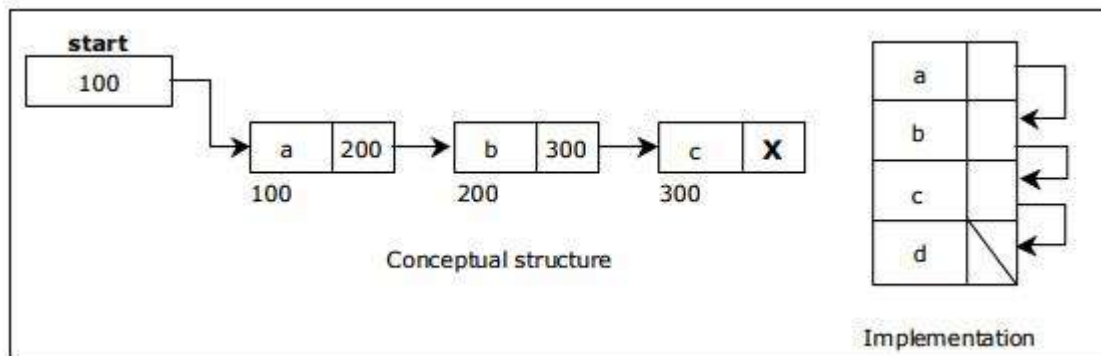 start
100
a 200
b 300
c X
100
200
300
Conceptual structure
a
b
c
d
Implementation